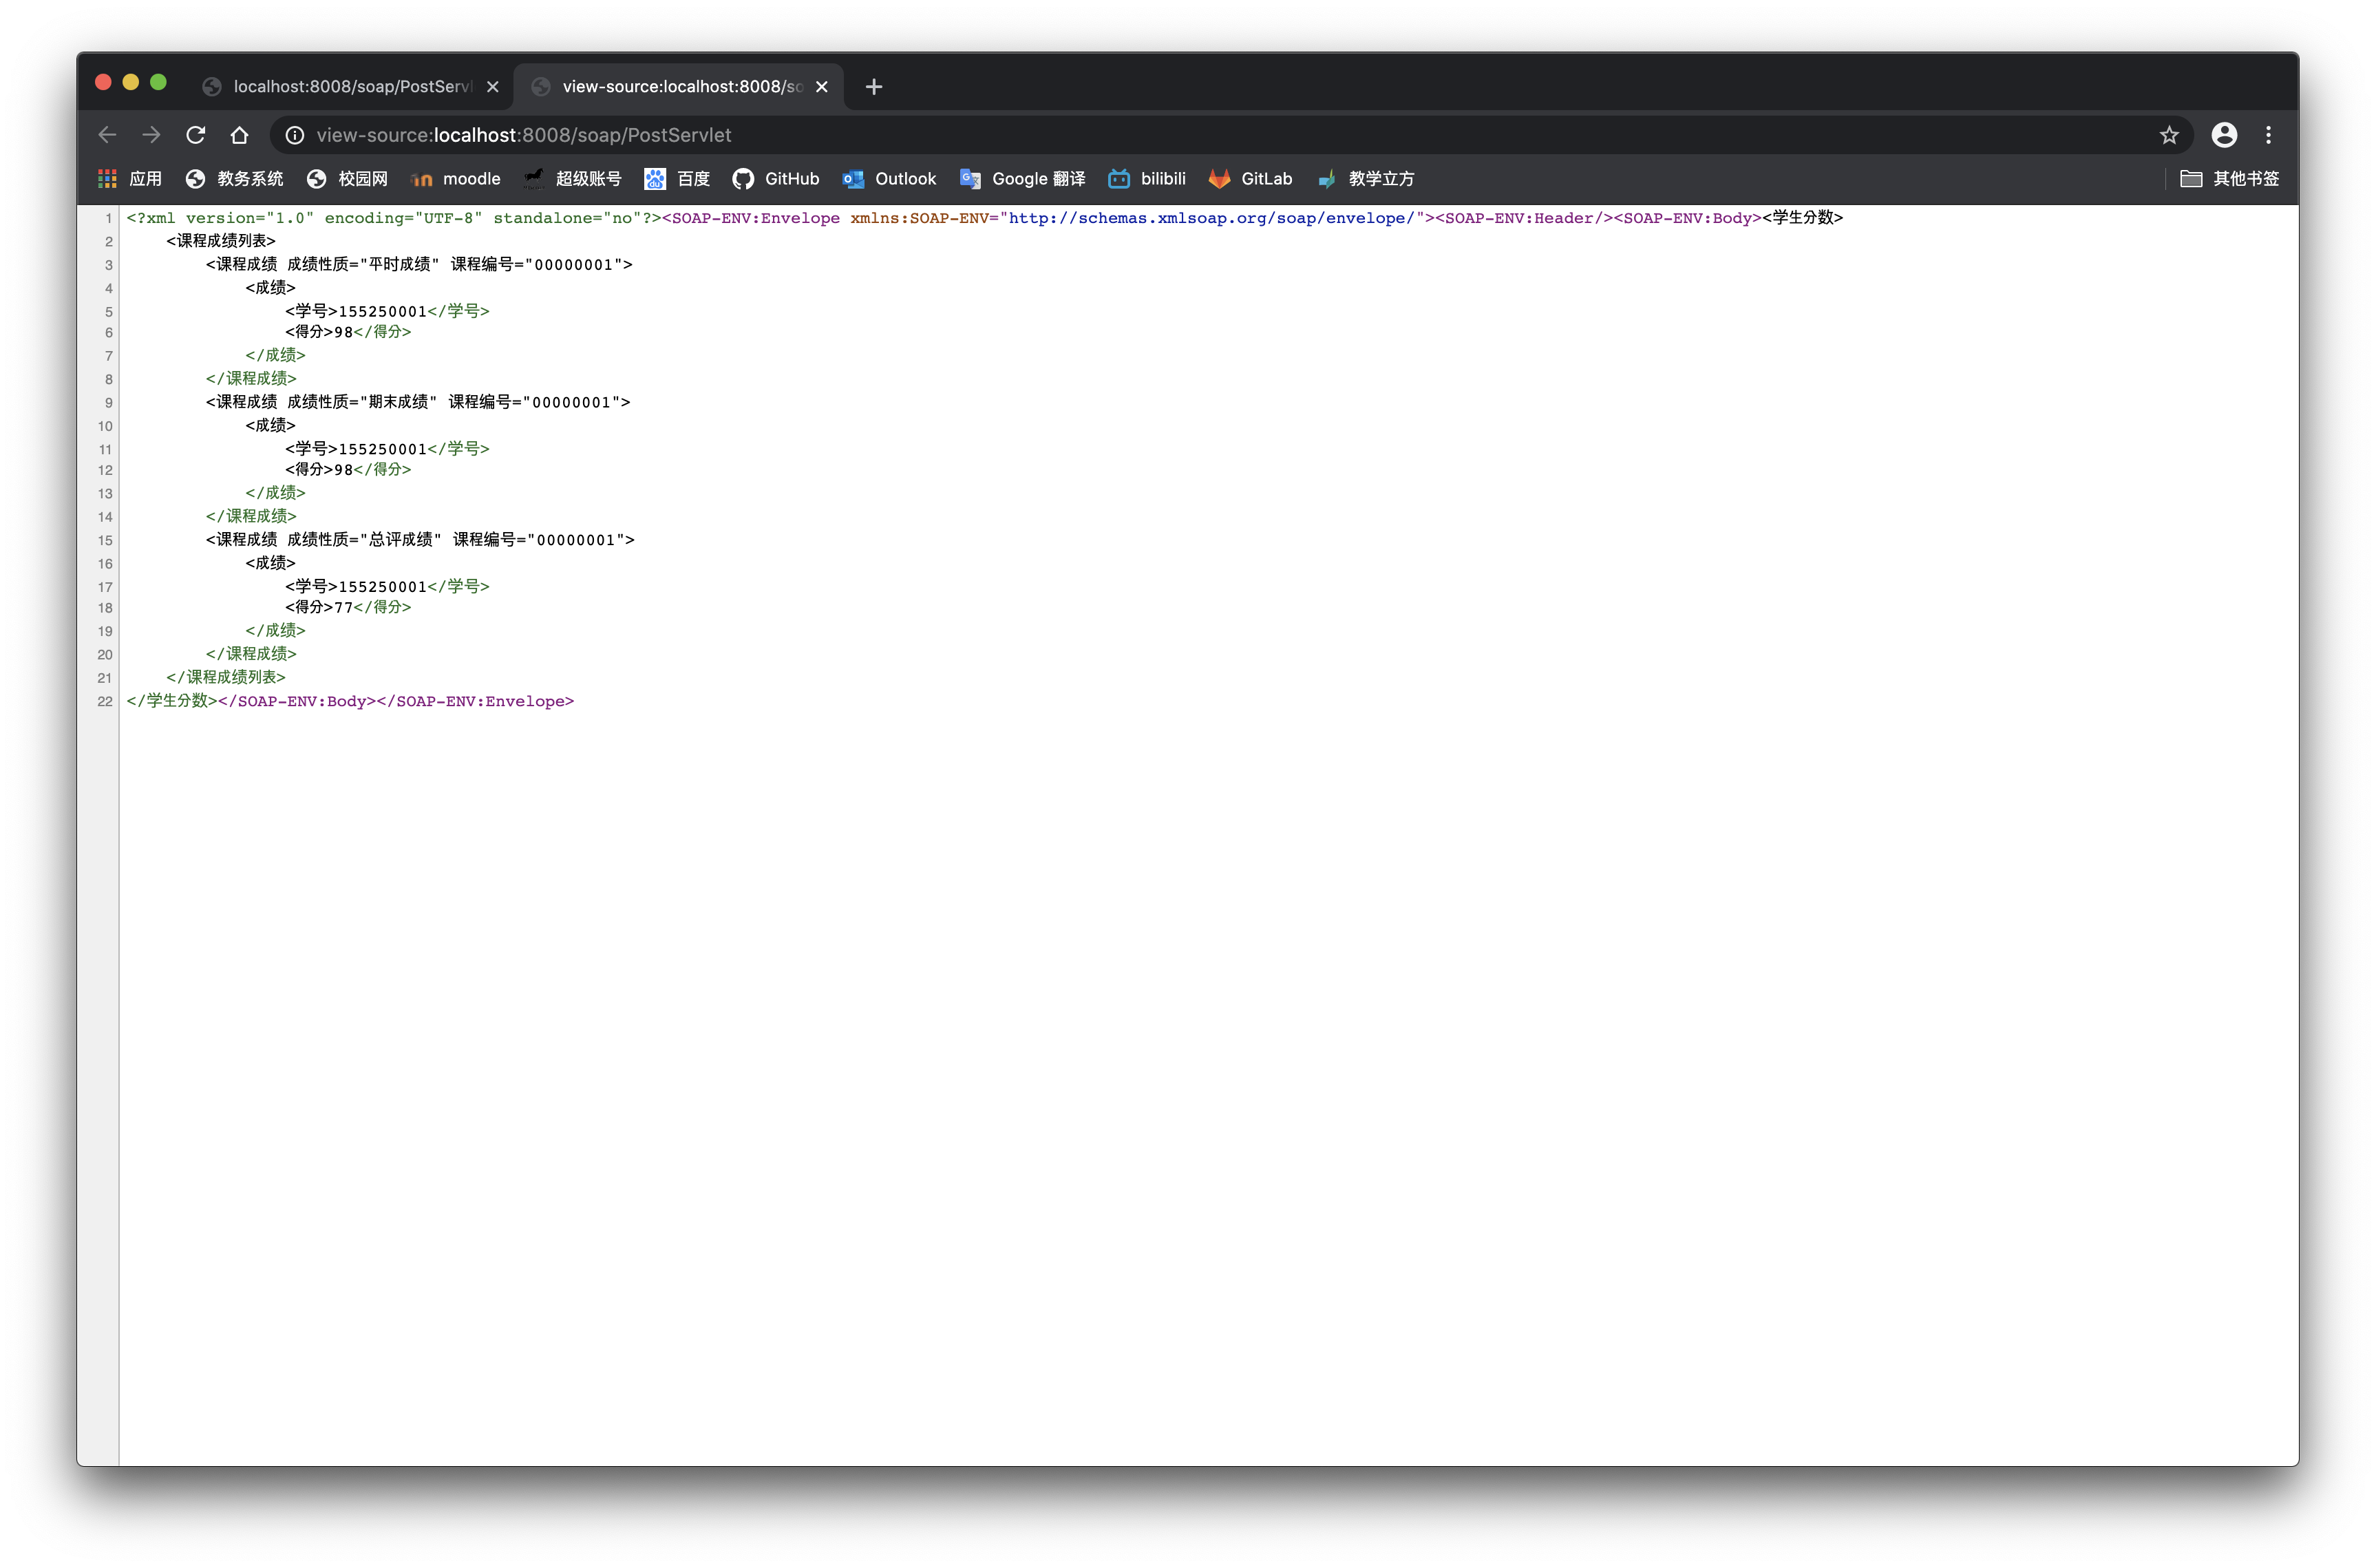 localhost:8008/soap/PostServl
view-source:localhost:8008/so
view-source:localhost:8008/soap/PostServlet
应用 教务系统 校园网 moodle 超级账号 百度 GitHub Outlook Google 翻译 bilibili GitLab 教学立方 其他书签
1 <?xml version="1.0" encoding="UTF-8" standalone="no"?><SOAP-ENV:Envelope xmlns:SOAP-ENV="http://schemas.xmlsoap.org/soap/envelope/"><SOAP-ENV:Header/><SOAP-ENV:Body><学生分数>
2 <课程成绩列表>
3 <课程成绩 成绩性质="平时成绩" 课程编号="00000001">
4 <成绩>
5 <学号>155250001</学号>
6 <得分>98</得分>
7 </成绩>
8 </课程成绩>
9 <课程成绩 成绩性质="期末成绩" 课程编号="00000001">
10 <成绩>
11 <学号>155250001</学号>
12 <得分>98</得分>
13 </成绩>
14 </课程成绩>
15 <课程成绩 成绩性质="总评成绩" 课程编号="00000001">
16 <成绩>
17 <学号>155250001</学号>
18 <得分>77</得分>
19 </成绩>
20 </课程成绩>
21 </课程成绩列表>
22 </学生分数></SOAP-ENV:Body></SOAP-ENV:Envelope>